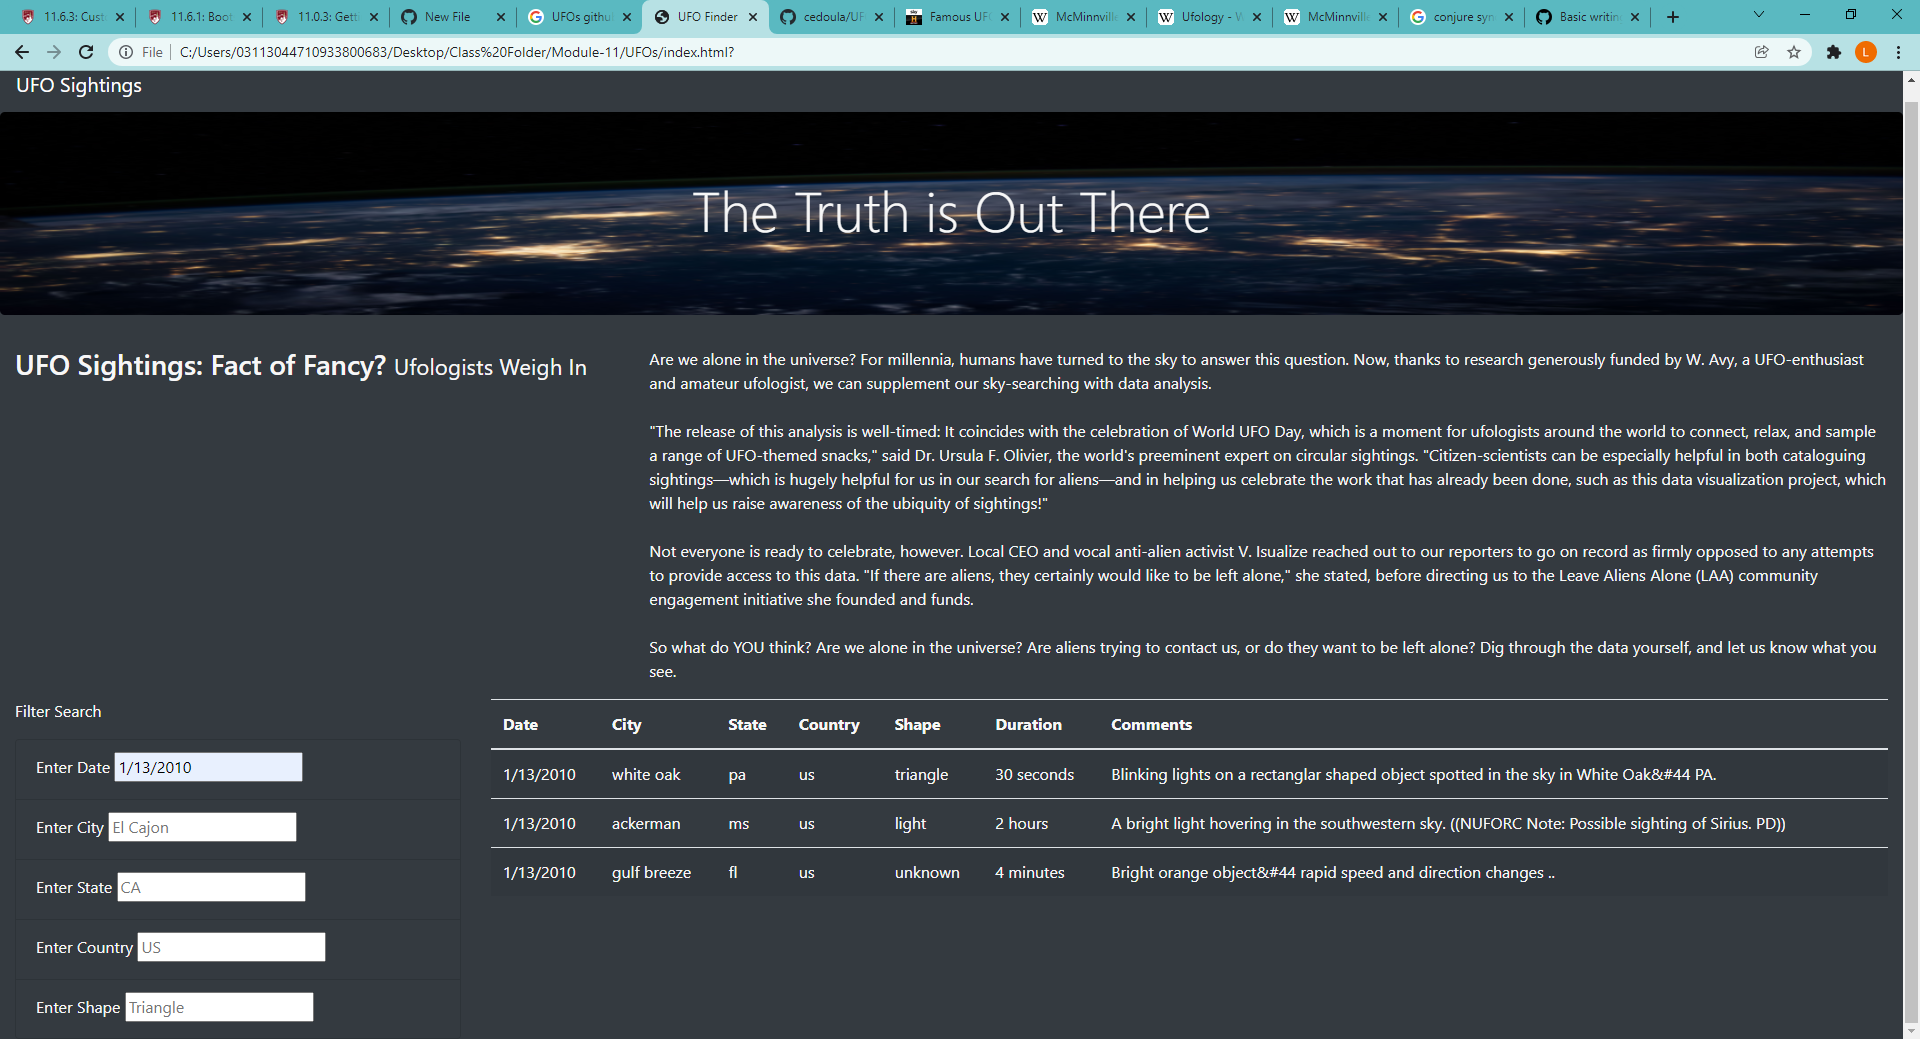 11.6.3: Cust
11.6.1: Boot
11.0.3: Getti
New File
UFOs githu
UFO Finder
cedoula/UF
Famous UF
McMinnville
Ufology - W
McMinnville
conjure syn
Basic writin
File | C:/Users/03113044710933800683/Desktop/Class%20Folder/Module-11/UFOs/index.html?
L
UFO Sightings
The Truth is Out There
UFO Sightings: Fact of Fancy? Ufologists Weigh In
Are we alone in the universe? For millennia, humans have turned to the sky to answer this question. Now, thanks to research generously funded by W. Avy, a UFO-enthusiast
and amateur ufologist, we can supplement our sky-searching with data analysis.
"The release of this analysis is well-timed: It coincides with the celebration of World UFO Day, which is a moment for ufologists around the world to connect, relax, and sample
a range of UFO-themed snacks," said Dr. Ursula F. Olivier, the world's preeminent expert on circular sightings. "Citizen-scientists can be especially helpful in both cataloguing
sightings—which is hugely helpful for us in our search for aliens—and in helping us celebrate the work that has already been done, such as this data visualization project, which
will help us raise awareness of the ubiquity of sightings!"
Not everyone is ready to celebrate, however. Local CEO and vocal anti-alien activist V. Isualize reached out to our reporters to go on record as firmly opposed to any attempts
to provide access to this data. "If there are aliens, they certainly would like to be left alone," she stated, before directing us to the Leave Aliens Alone (LAA) community
engagement initiative she founded and funds.
So what do YOU think? Are we alone in the universe? Are aliens trying to contact us, or do they want to be left alone? Dig through the data yourself, and let us know what you
see.
Filter Search
Enter Date 1/13/2010
Enter City El Cajon
Enter State CA
Enter Country US
Enter Shape Triangle
Date City State Country Shape Duration Comments
1/13/2010 white oak pa us triangle 30 seconds Blinking lights on a rectanglar shaped object spotted in the sky in White Oak&#44 PA.
1/13/2010 ackerman ms us light 2 hours A bright light hovering in the southwestern sky. ((NUFORC Note: Possible sighting of Sirius. PD))
1/13/2010 gulf breeze fl us unknown 4 minutes Bright orange object&#44 rapid speed and direction changes ..